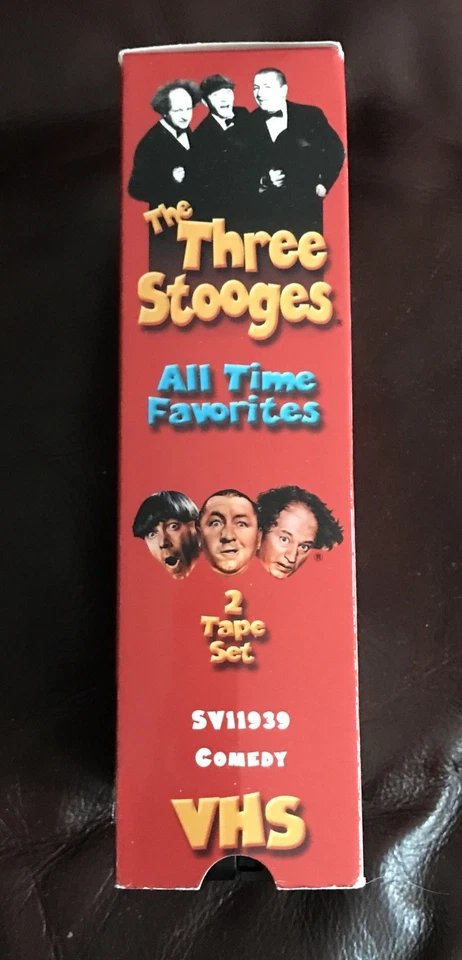 The
Three
Stooges
All Time
Favorites
2
Tape
Set
SV11939
COMEDY
VHS